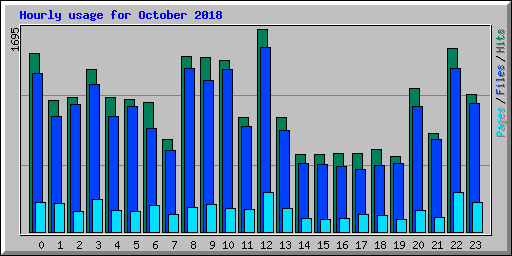 Hourly usage for October 2018
1695
Pages/Files/Hits
0 1 2 3 4 5 6 7 8 9 10 11 12 13 14 15 16 17 18 19 20 21 22 23